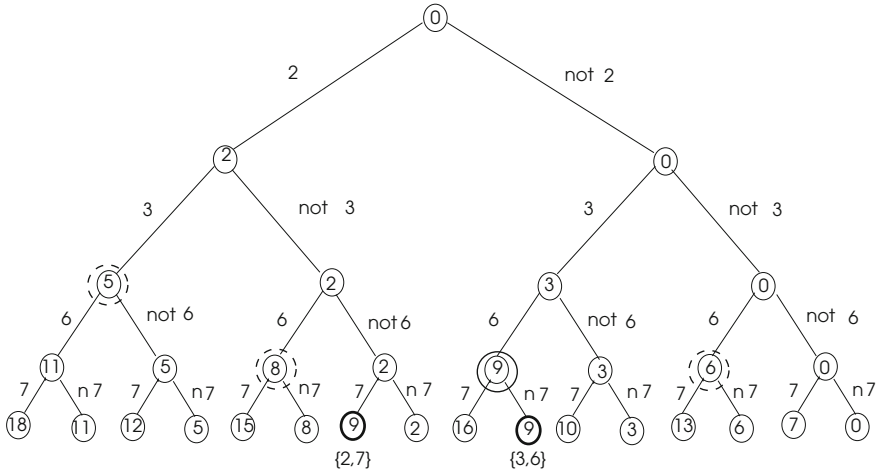 0
2 not 2
2 0
3 not 3 3 not 3
5 2 3 0
6 not 6 6 not 6 6 not 6 6 not 6
11 5 8 2 9 3 6 0
7 n 7 7 n 7 7 n 7 7 n 7 7 n 7 7 n 7 7 n 7 7 n 7
18 11 12 5 15 8 9 2 16 9 10 3 13 6 7 0
{2,7} {3,6}